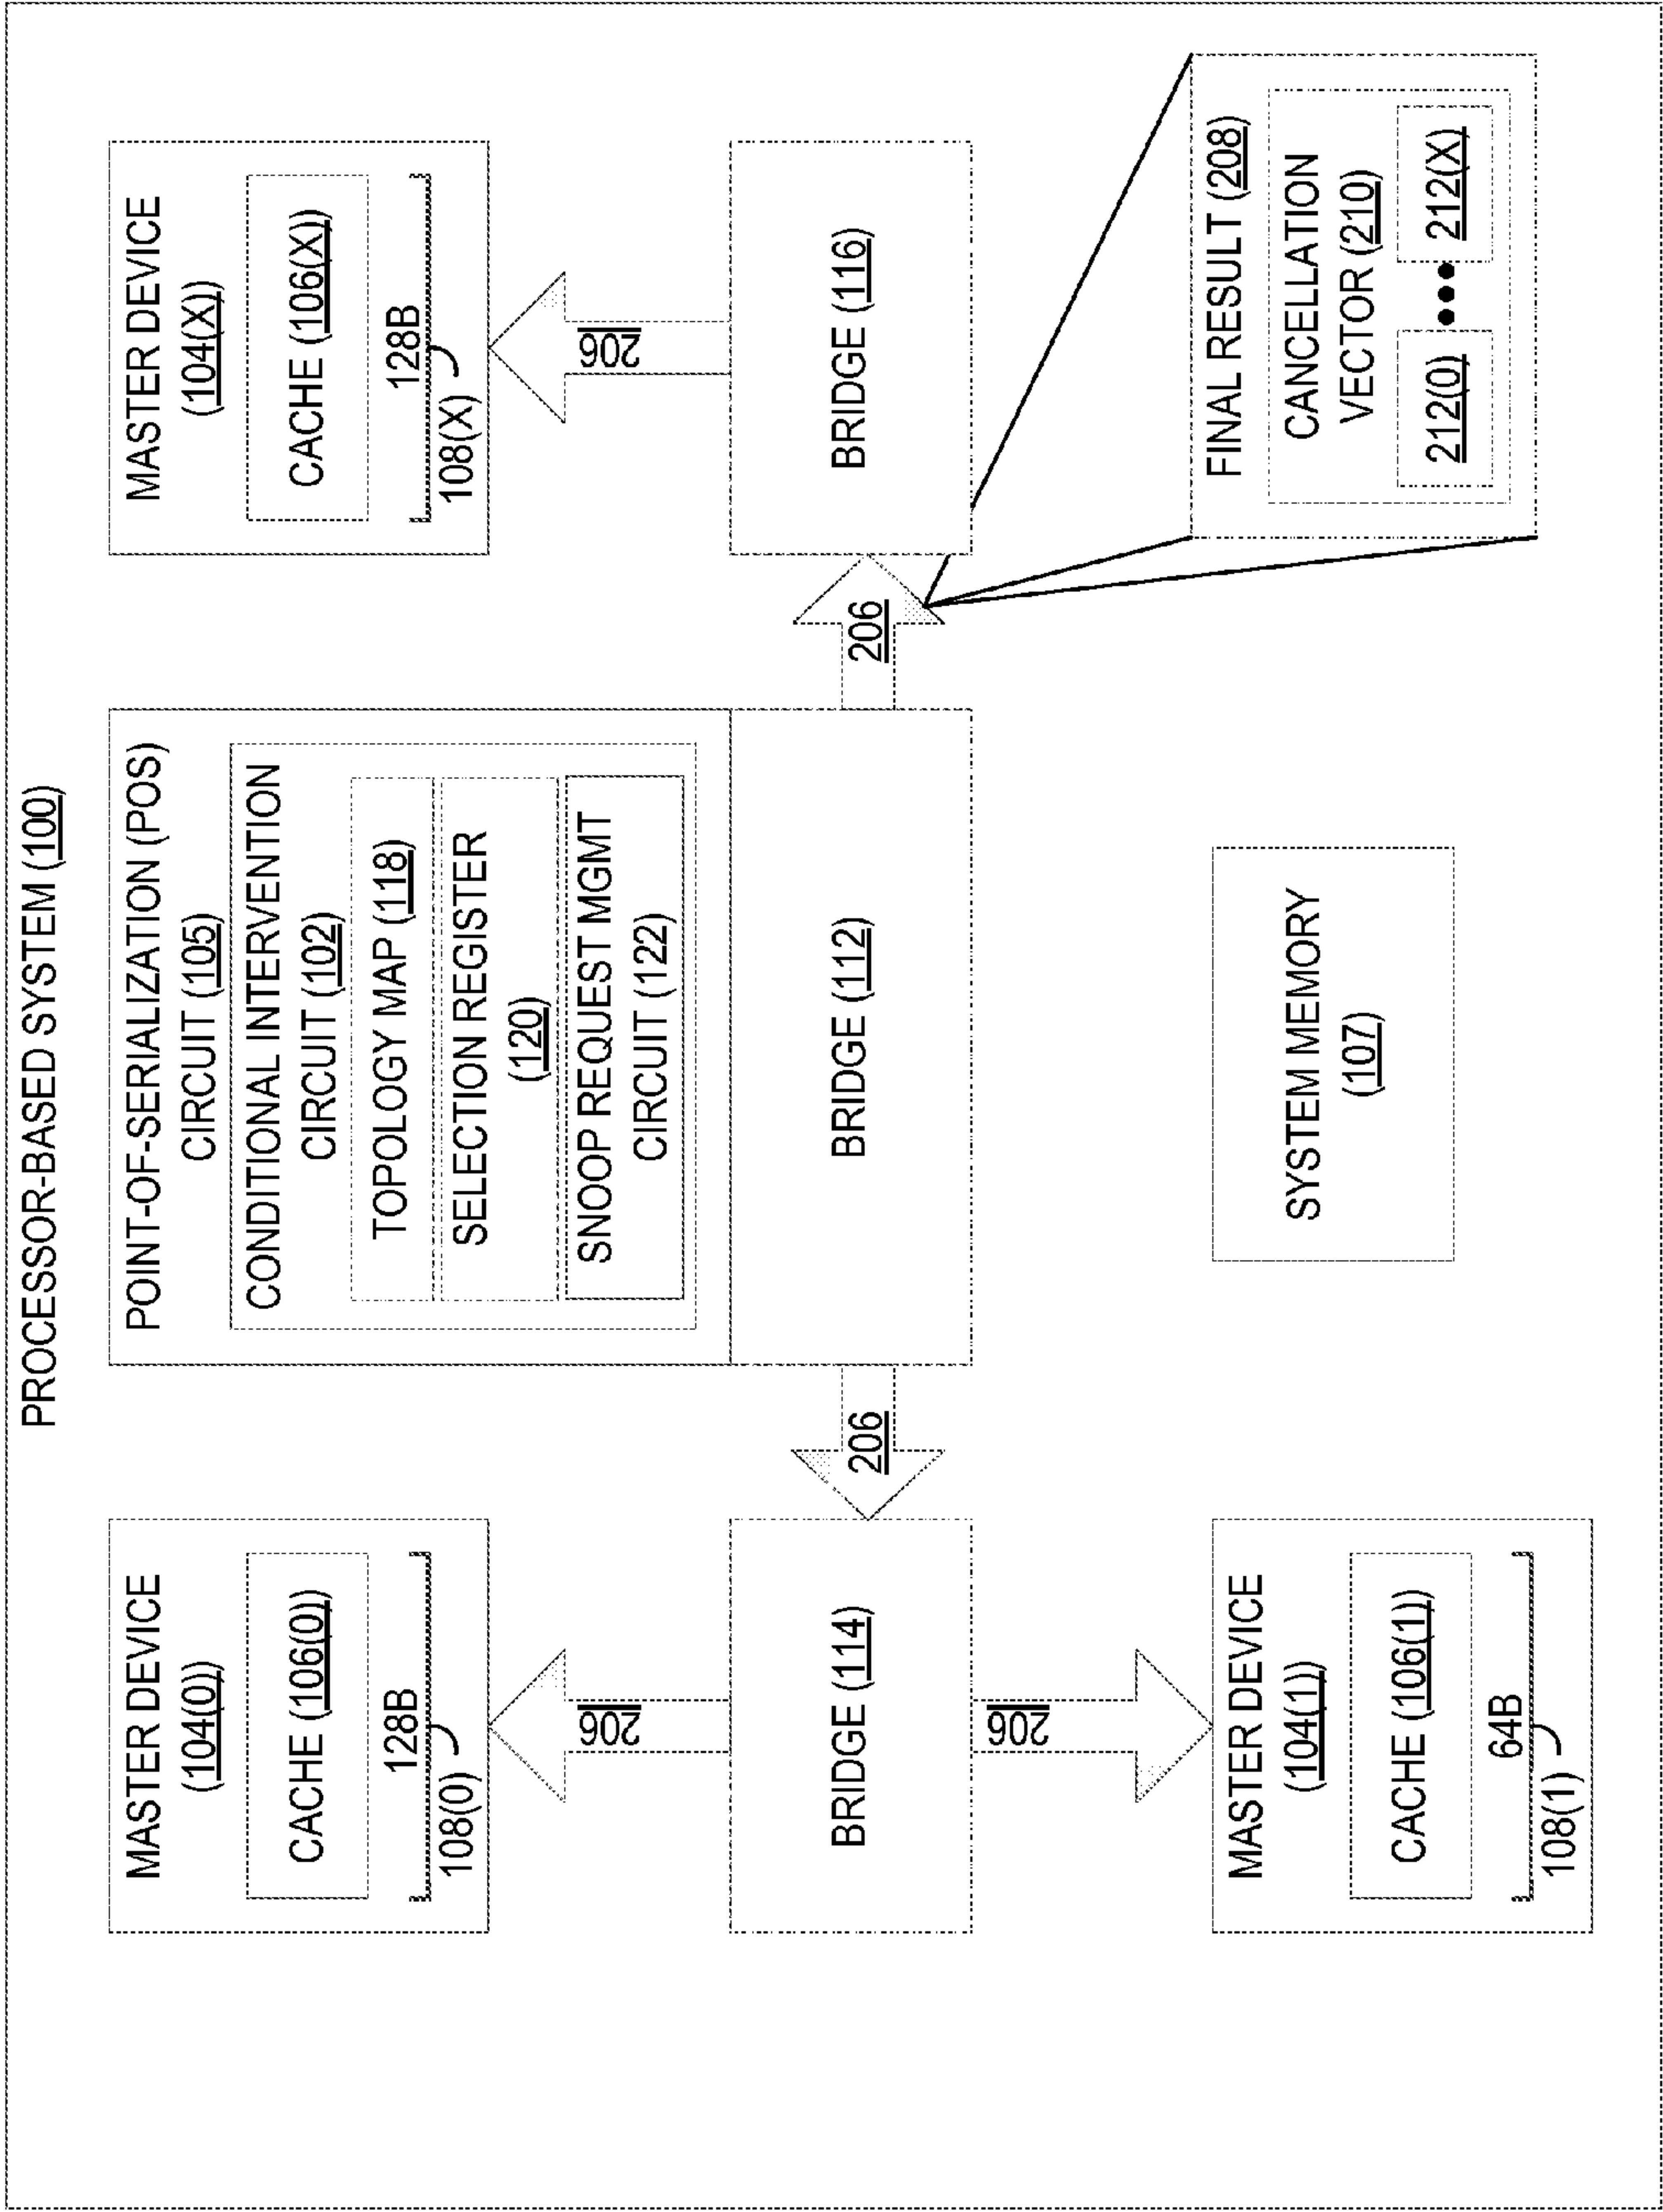 PROCESSOR-BASED SYSTEM (100)
MASTER DEVICE
(104(0))
CACHE (106(0))
128B
108(0)
POINT-OF-SERIALIZATION (POS)
CIRCUIT (105)
CONDITIONAL INTERVENTION
CIRCUIT (102)
TOPOLOGY MAP (118)
SELECTION REGISTER
(120)
SNOOP REQUEST MGMT
CIRCUIT (122)
MASTER DEVICE
(104(X))
CACHE (106(X))
128B
108(X)
206
206
BRIDGE (114)
206
BRIDGE (112)
206
BRIDGE (116)
206
MASTER DEVICE
(104(1))
CACHE (106(1))
64B
108(1)
SYSTEM MEMORY
(107)
FINAL RESULT (208)
CANCELLATION
VECTOR (210)
212(0) ••• 212(X)